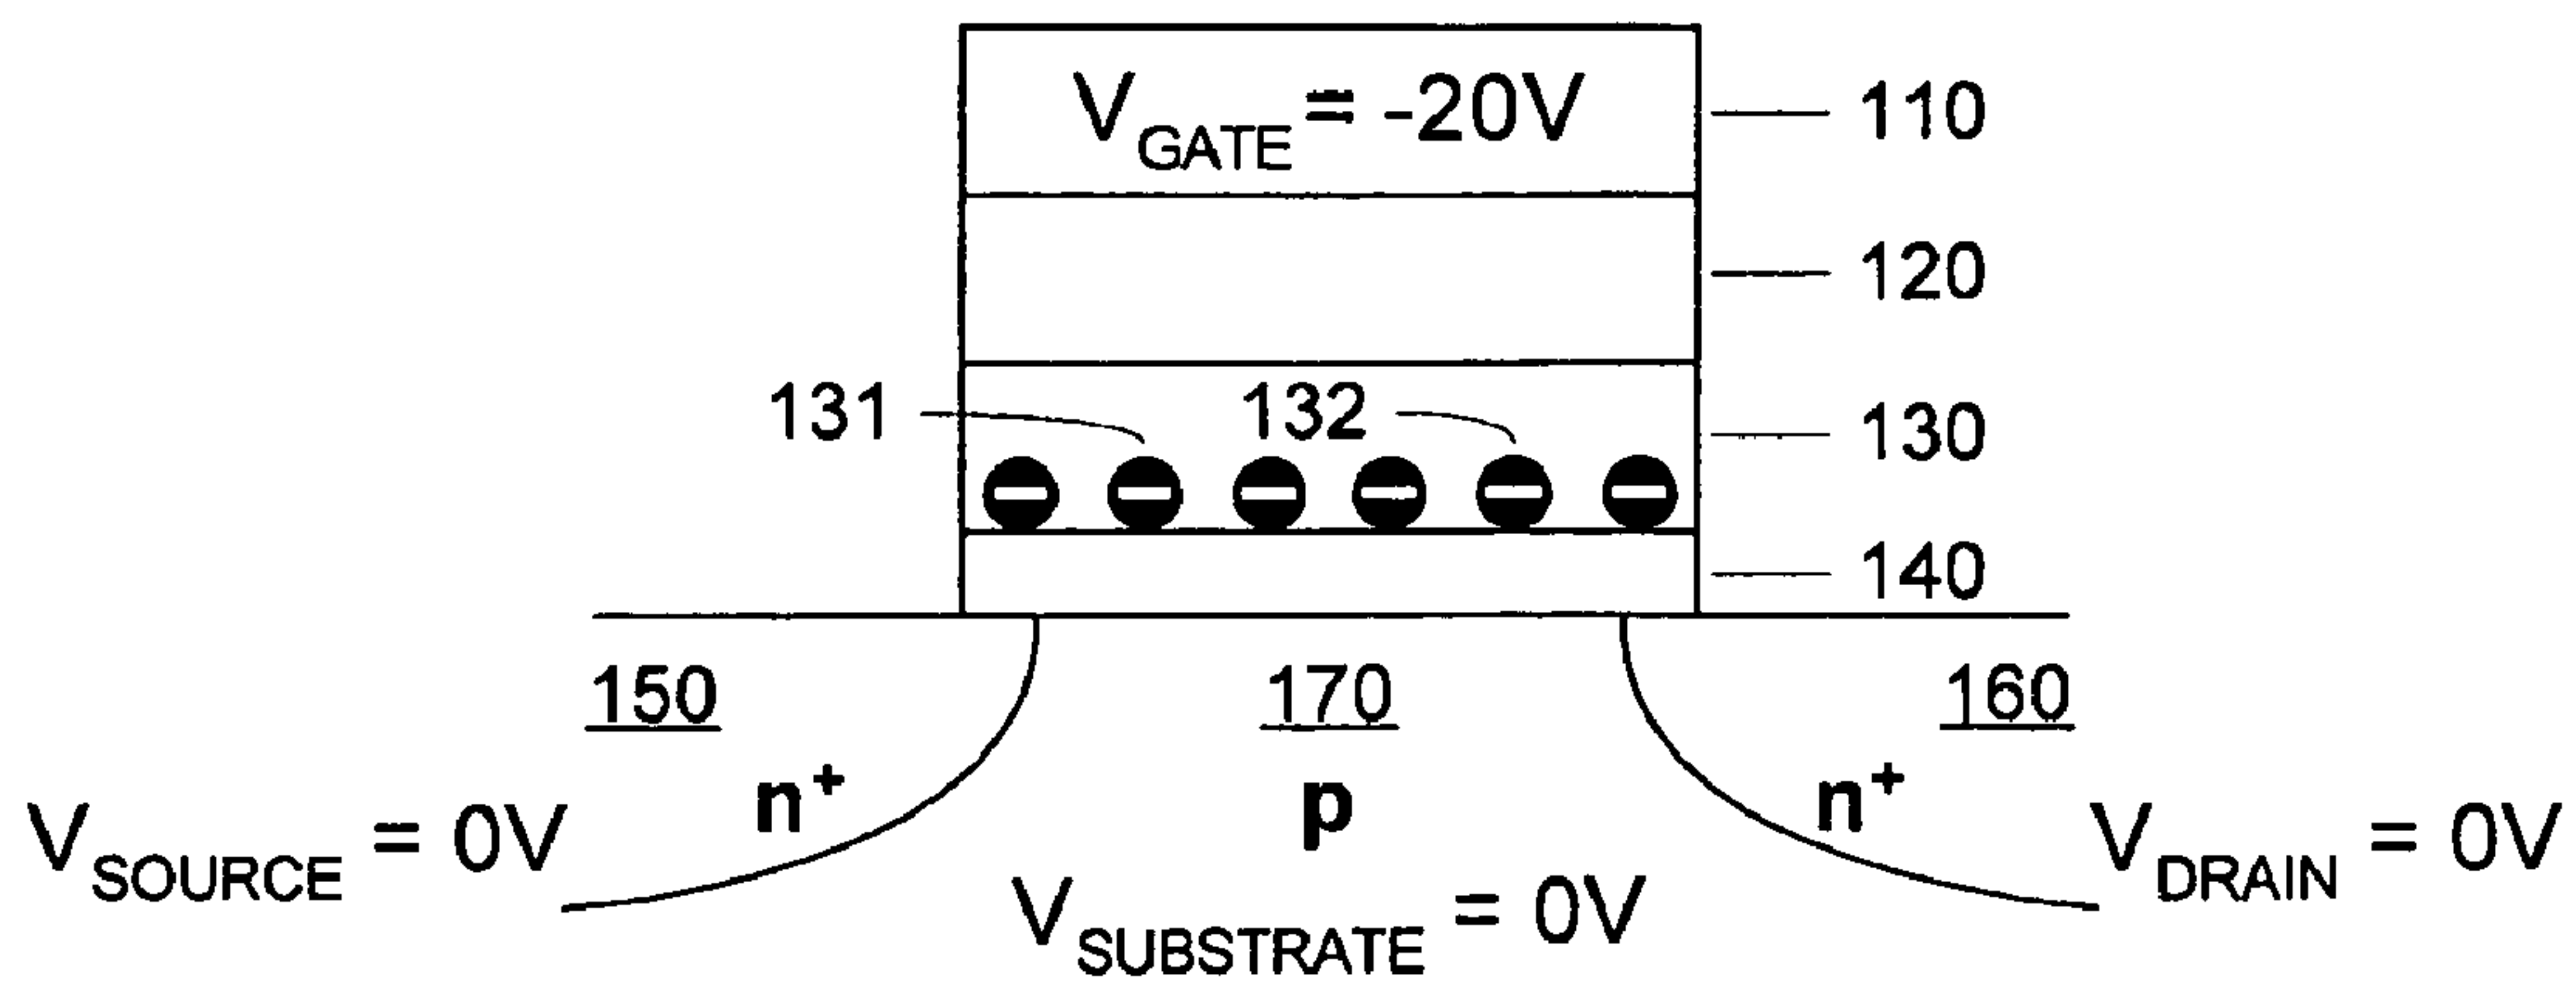 V_GATE = -20V
110
120
131
132
130
140
150
170
160
n+
p
n+
V_SOURCE = 0V
V_DRAIN = 0V
V_SUBSTRATE = 0V